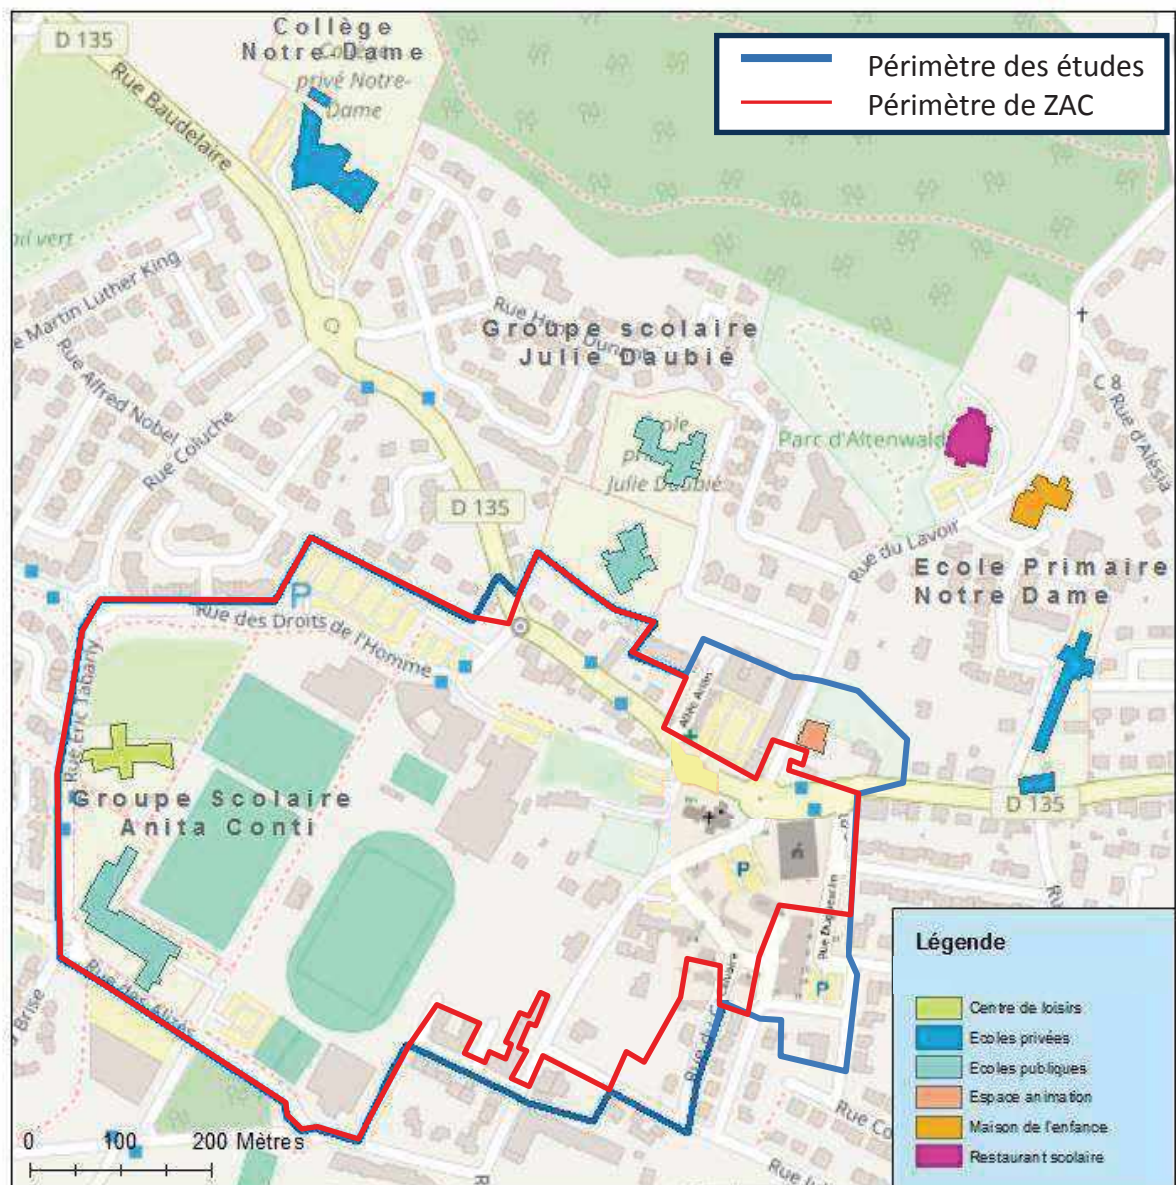 D 135
Collège
Notre-Dame
privé Notre-
Dame
Rue Baudelaire
Périmètre des études
Périmètre de ZAC
Martin Luther King
Rue Alfred Nobel
Rue Coluche
Groupe scolaire
Julie Daubié
Julie Daubié
D 135
Parc d'Altenwald
C 8 Rue d'Alésia
Rue du Lavoir
Ecole Primaire
Notre Dame
P
Rue des Droits de l'Homme
Rue Eric Tabarly
Groupe Scolaire
Anita Conti
D 135
P
Rue Duguesclin
P
Rue des Alizés
Brise
Rue Co
0 100 200 Mètres
Légende
Centre de loisirs
Ecoles privées
Ecoles publiques
Espace animation
Maison de l'enfance
Restaurant scolaire